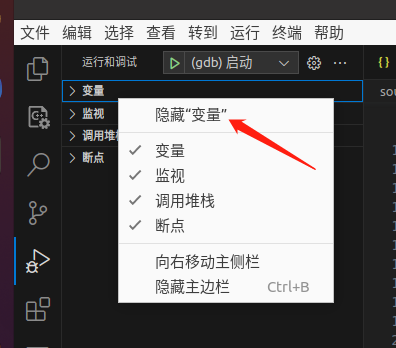 文件 编辑 选择 查看 转到 运行 终端 帮助
运行和调试 (gdb) 启动 ...
{}
变量
sou
监视
调用堆栈
断点
隐藏“变量”
变量
监视
调用堆栈
断点
向右移动主侧栏
隐藏主边栏 Ctrl+B